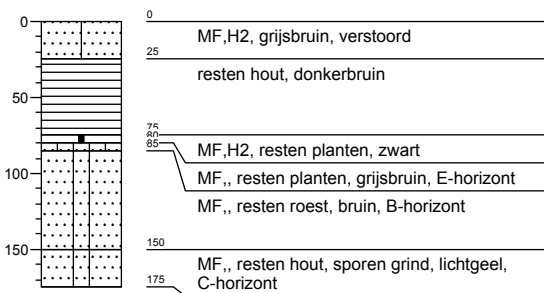 0
0
MF,H2, grijsbruin, verstoord
25
resten hout, donkerbruin
50
75
80
MF,H2, resten planten, zwart
85
MF,, resten planten, grijsbruin, E-horizont
100
MF,, resten roest, bruin, B-horizont
150
150
MF,, resten hout, sporen grind, lichtgeel,
C-horizont
175